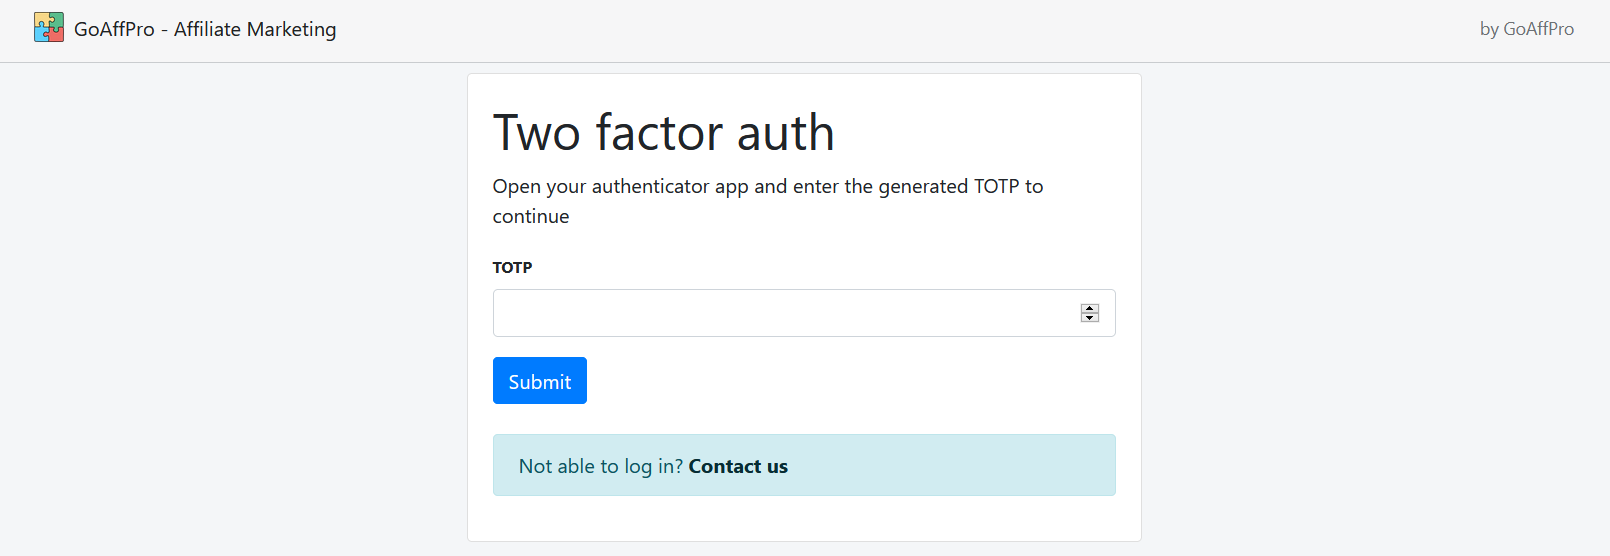 GoAffPro - Affiliate Marketing
by GoAffPro
Two factor auth
Open your authenticator app and enter the generated TOTP to
continue
TOTP
Submit
Not able to log in? Contact us